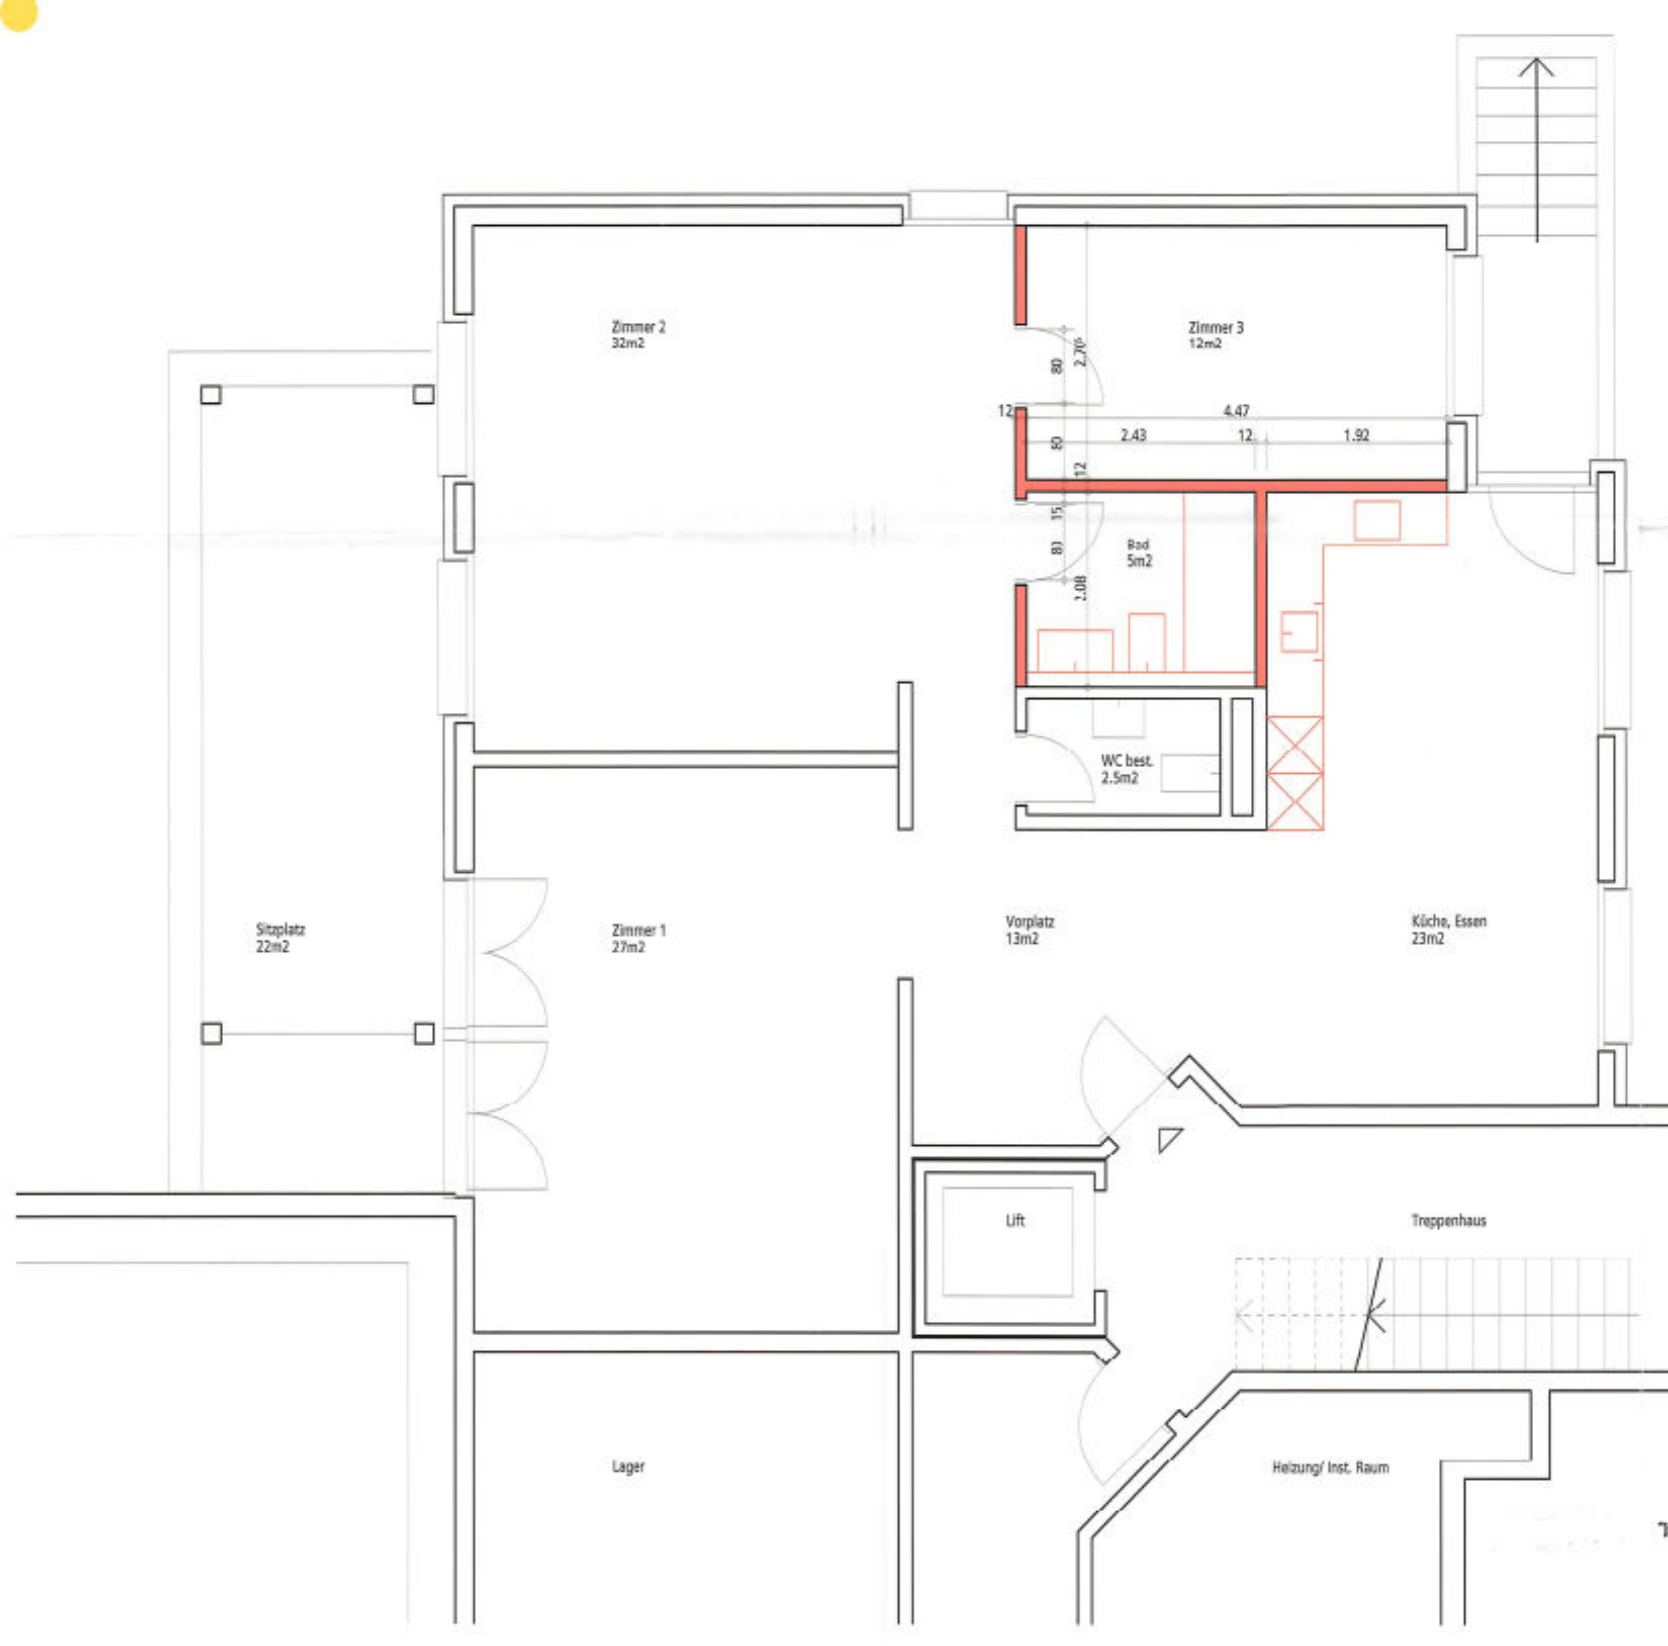 Zimmer 2
32m2
Zimmer 3
12m2
80
2.70⁵
12
4.47
80
2.43
12
1.92
12
15
80
Bad
5m2
2.08
WC best.
2.5m2
Sitzplatz
22m2
Zimmer 1
27m2
Vorplatz
13m2
Küche, Essen
23m2
Lift
Treppenhaus
Lager
Heizung/ Inst. Raum